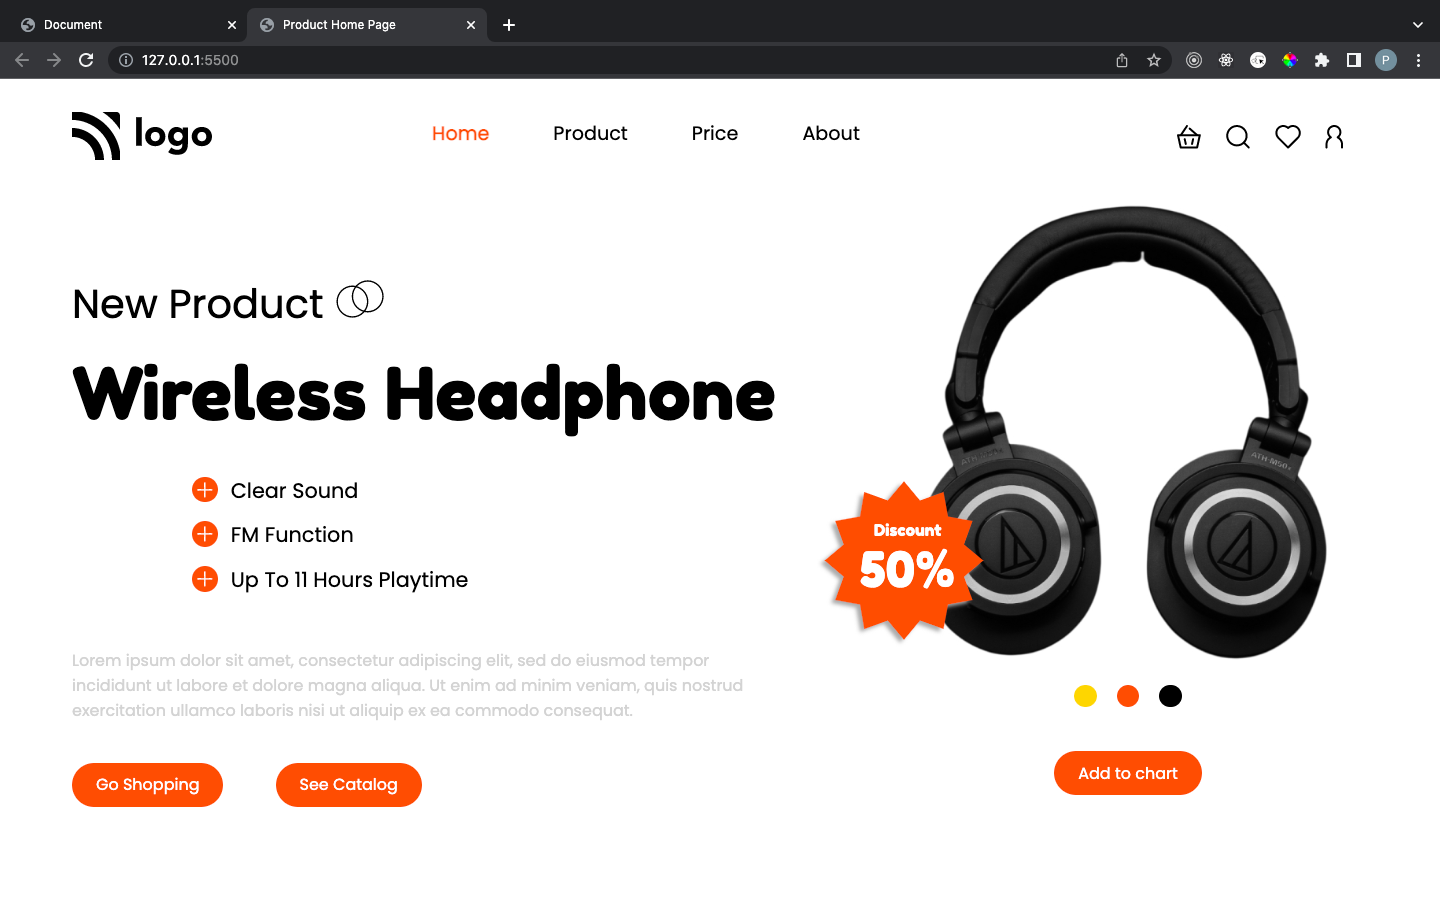 Document
Product Home Page
127.0.0.1:5500
P
logo
Home
Product
Price
About
New Product
Wireless Headphone
Clear Sound
FM Function
Up To 11 Hours Playtime
Lorem ipsum dolor sit amet, consectetur adipiscing elit, sed do eiusmod tempor
incididunt ut labore et dolore magna aliqua. Ut enim ad minim veniam, quis nostrud
exercitation ullamco laboris nisi ut aliquip ex ea commodo consequat.
Go Shopping
See Catalog
ATH-M50x
Discount
50%
Add to chart